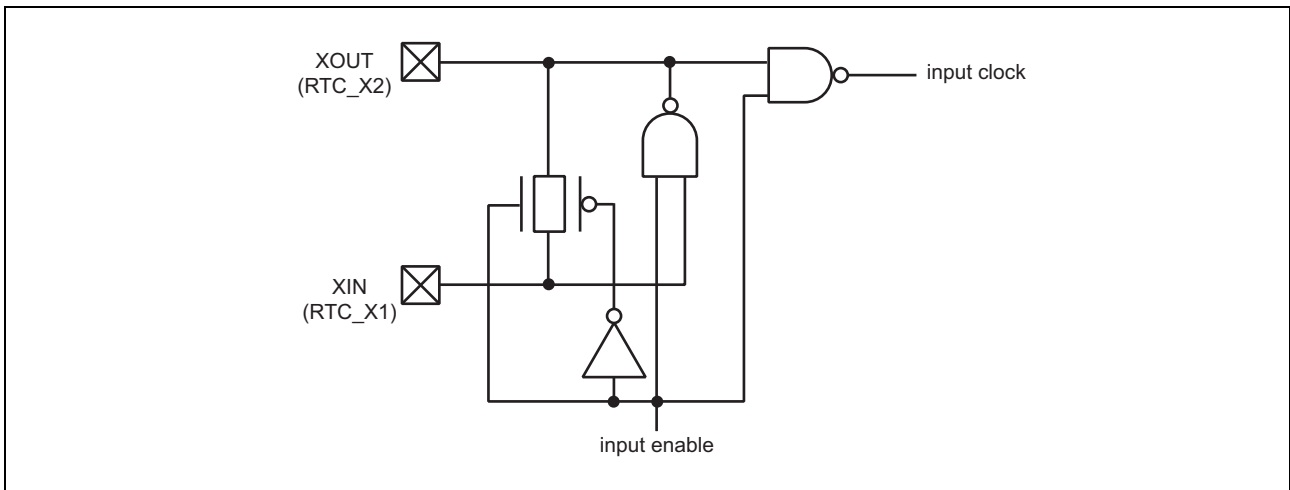 XOUT
(RTC_X2)
input clock
XIN
(RTC_X1)
input enable